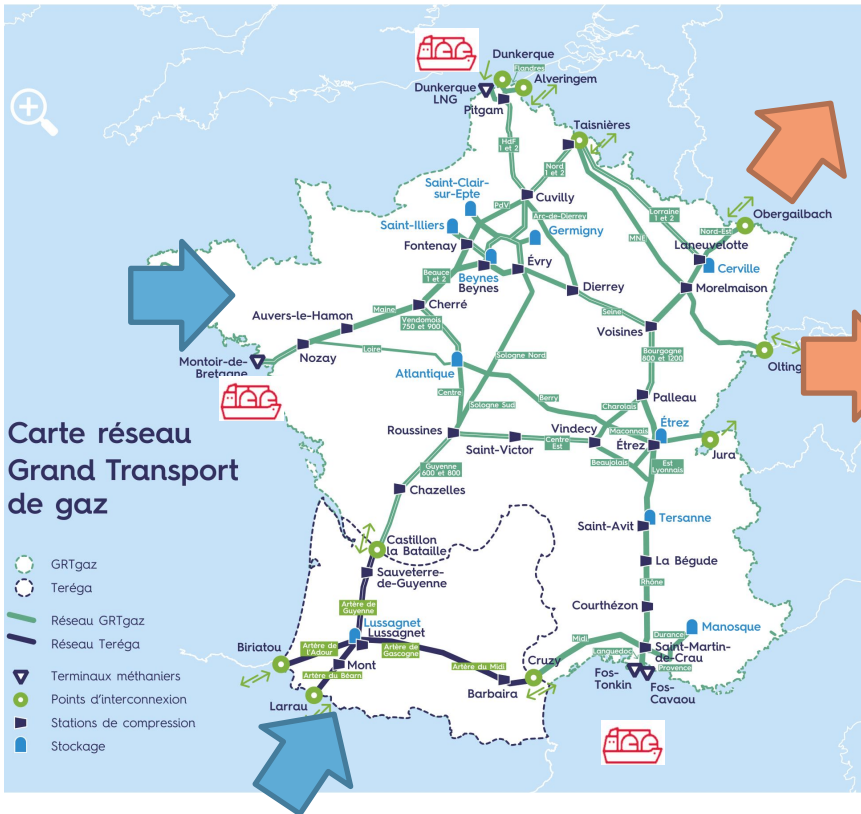 Dunkerque
Flandres
Dunkerque
LNG
Alveringem
Pitgam
Taisnières
HdF
1 et 2
Nord
1 et 2
Saint-Clair-
sur-Epte
Cuvilly
PdV
Arc-de-Dierrey
Lorraine
1 et 2
Obergailbach
Saint-Illiers
Germigny
Nord-Est
MNE
Laneuvelotte
Fontenay
Cerville
Beauce
1 et 2
Beynes
Beynes
Évry
Dierrey
Morelmaison
Cherré
Maine
Vendomois
750 et 900
Seine
Auvers-le-Hamon
Voisines
Montoir-de-
Bretagne
Nozay
Loire
Sologne Nord
Bourgogne
800 et 1200
Olting
Atlantique
Centre
Sologne Sud
Berry
Charolais
Palleau
Carte réseau
Grand Transport
de gaz
Roussines
Saint-Victor
Centre
Est
Vindecy
Maconnais
Étrez
Étrez
Jura
Beaujolais
Est
Lyonnais
Guyenne
600 et 800
Chazelles
Tersanne
Saint-Avit
Castillon
la Bataille
La Bégude
GRTgaz
Teréga
Sauveterre-
de-Guyenne
Rhône
Artère de
Guyenne
Courthézon
Réseau GRTgaz
Réseau Teréga
Lussagnet
Lussagnet
Manosque
Biriatou
Artère de
l'Adour
Artère de
Gascogne
Midi
Durance
Saint-Martin-
de-Crau
Languedoc
Provence
Terminaux méthaniers
Mont
Artère du Béarn
Artère du Midi
Cruzy
Fos-
Tonkin
Fos-
Cavaou
Points d'interconnexion
Larrau
Barbaira
Stations de compression
Stockage